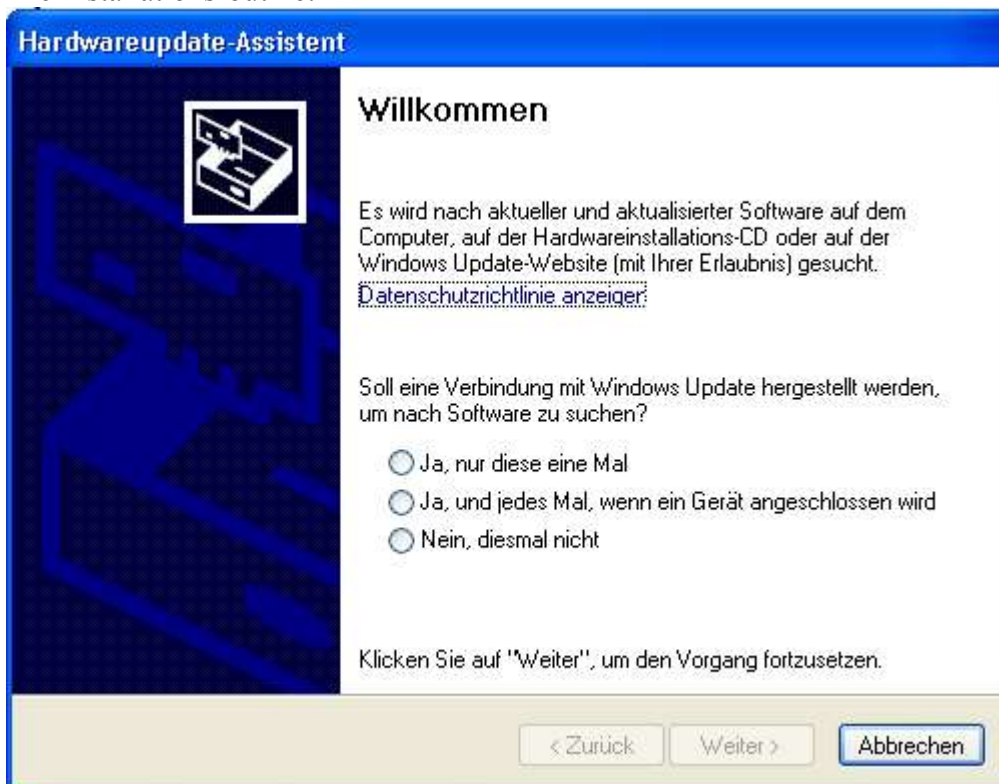 Hardwareupdate-Assistent
Willkommen
Es wird nach aktueller und aktualisierter Software auf dem
Computer, auf der Hardwareinstallations-CD oder auf der
Windows Update-Website (mit Ihrer Erlaubnis) gesucht.
Datenschutzrichtlinie anzeigen
Soll eine Verbindung mit Windows Update hergestellt werden,
um nach Software zu suchen?
Ja, nur diese eine Mal
Ja, und jedes Mal, wenn ein Gerät angeschlossen wird
Nein, diesmal nicht
Klicken Sie auf "Weiter", um den Vorgang fortzusetzen.
< Zurück Weiter > Abbrechen